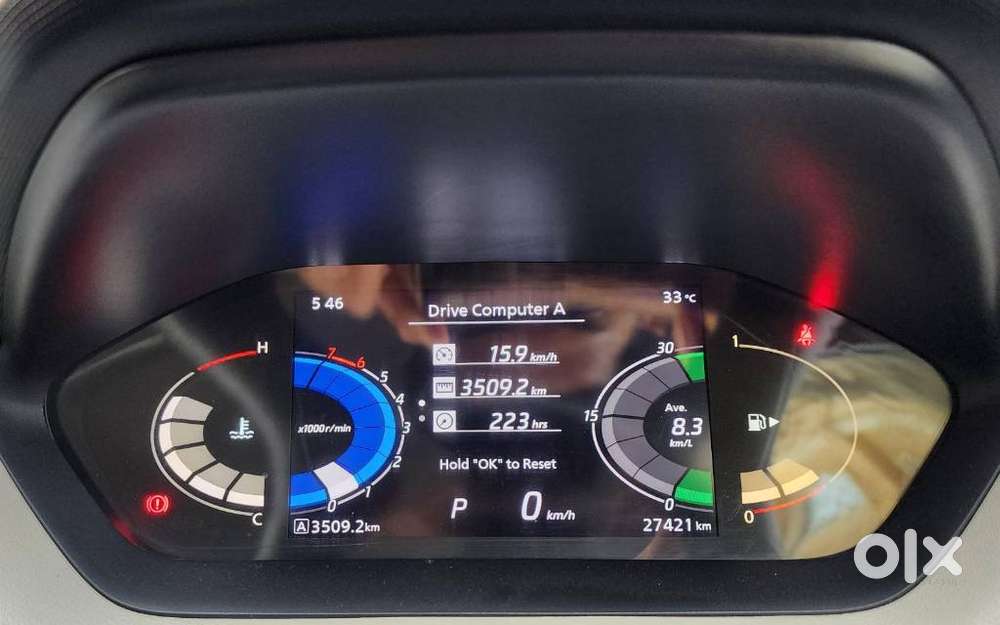 5 46
Drive Computer A
33 °C
H
C
7
6
5
4
3
2
1
0
x1000 r/min
15.9 km/h
3509.2 km
223 hrs
Hold "OK" to Reset
P 0 km/h
A 3509.2 km
30
15
0
Ave.
8.3
km/L
27421 km
1
0
olx